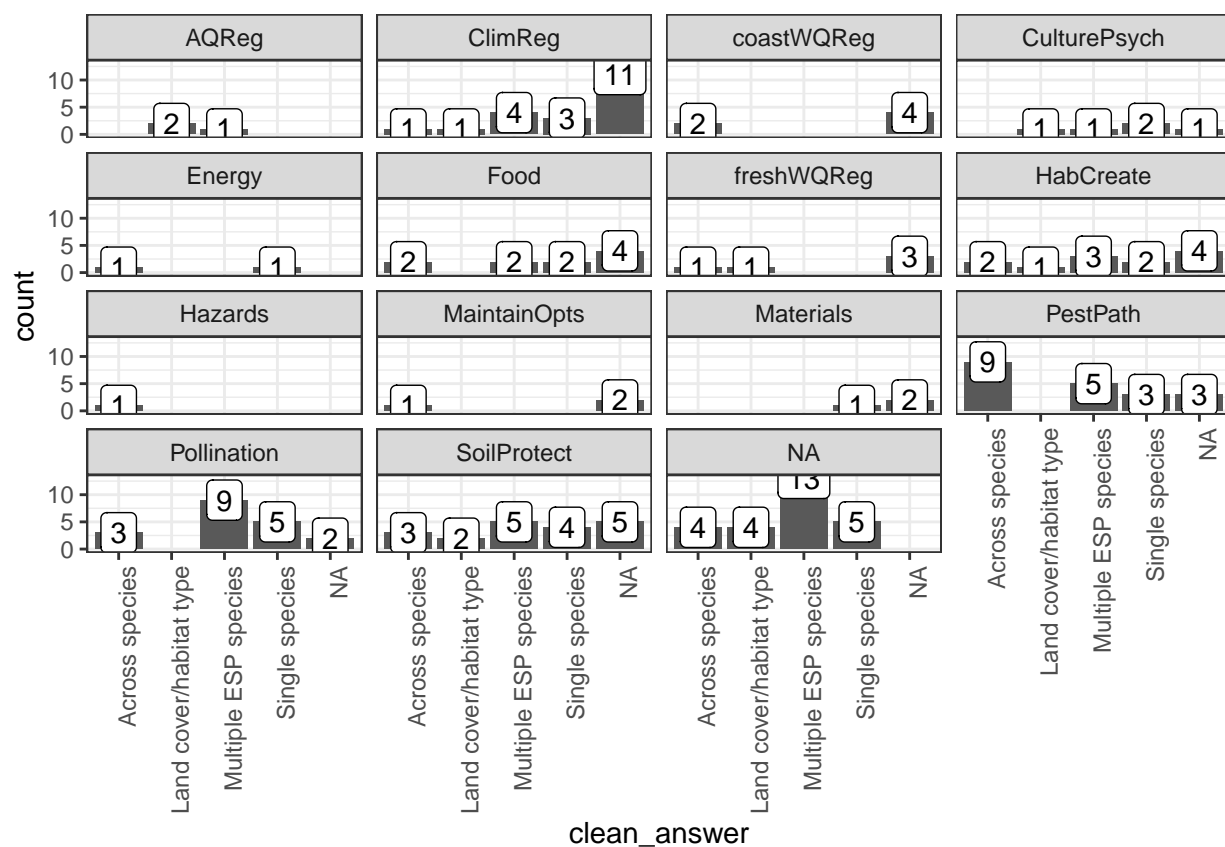 AQReg ClimReg coastWQReg CulturePsych
10
5
0
2 1 1 1 4 3 11 2 4 1 1 2 1
Energy Food freshWQReg HabCreate
10
5
0
1 1 2 2 2 4 1 1 3 2 1 3 2 4
Hazards MaintainOpts Materials PestPath
10
5
0
1 1 2 1 2 9 5 3 3
Pollination SoilProtect NA
10
5
0
3 9 5 2 3 2 5 4 5 4 4 13 5
Across species Land cover/habitat type Multiple ESP species Single species NA
Across species Land cover/habitat type Multiple ESP species Single species NA
Across species Land cover/habitat type Multiple ESP species Single species NA
Across species Land cover/habitat type Multiple ESP species Single species NA
count
clean_answer